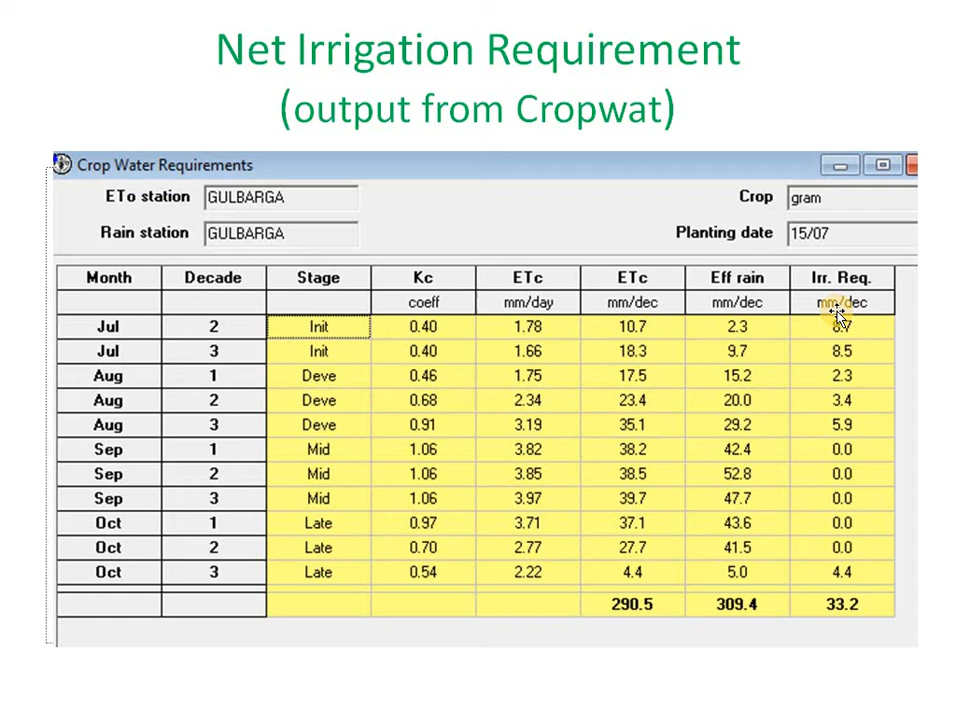 Net Irrigation Requirement
(output from Cropwat)
Crop Water Requirements
ETo station GULBARGA Crop gram
Rain station GULBARGA Planting date 15/07
Month Decade Stage Kc ETc ETc Eff rain Irr. Req.
coeff mm/day mm/dec mm/dec mm/dec
Jul 2 Init 0.40 1.78 10.7 2.3
Jul 3 Init 0.40 1.66 18.3 9.7 8.5
Aug 1 Deve 0.46 1.75 17.5 15.2 2.3
Aug 2 Deve 0.68 2.34 23.4 20.0 3.4
Aug 3 Deve 0.91 3.19 35.1 29.2 5.9
Sep 1 Mid 1.06 3.82 38.2 42.4 0.0
Sep 2 Mid 1.06 3.85 38.5 52.8 0.0
Sep 3 Mid 1.06 3.97 39.7 47.7 0.0
Oct 1 Late 0.97 3.71 37.1 43.6 0.0
Oct 2 Late 0.70 2.77 27.7 41.5 0.0
Oct 3 Late 0.54 2.22 4.4 5.0 4.4
290.5 309.4 33.2